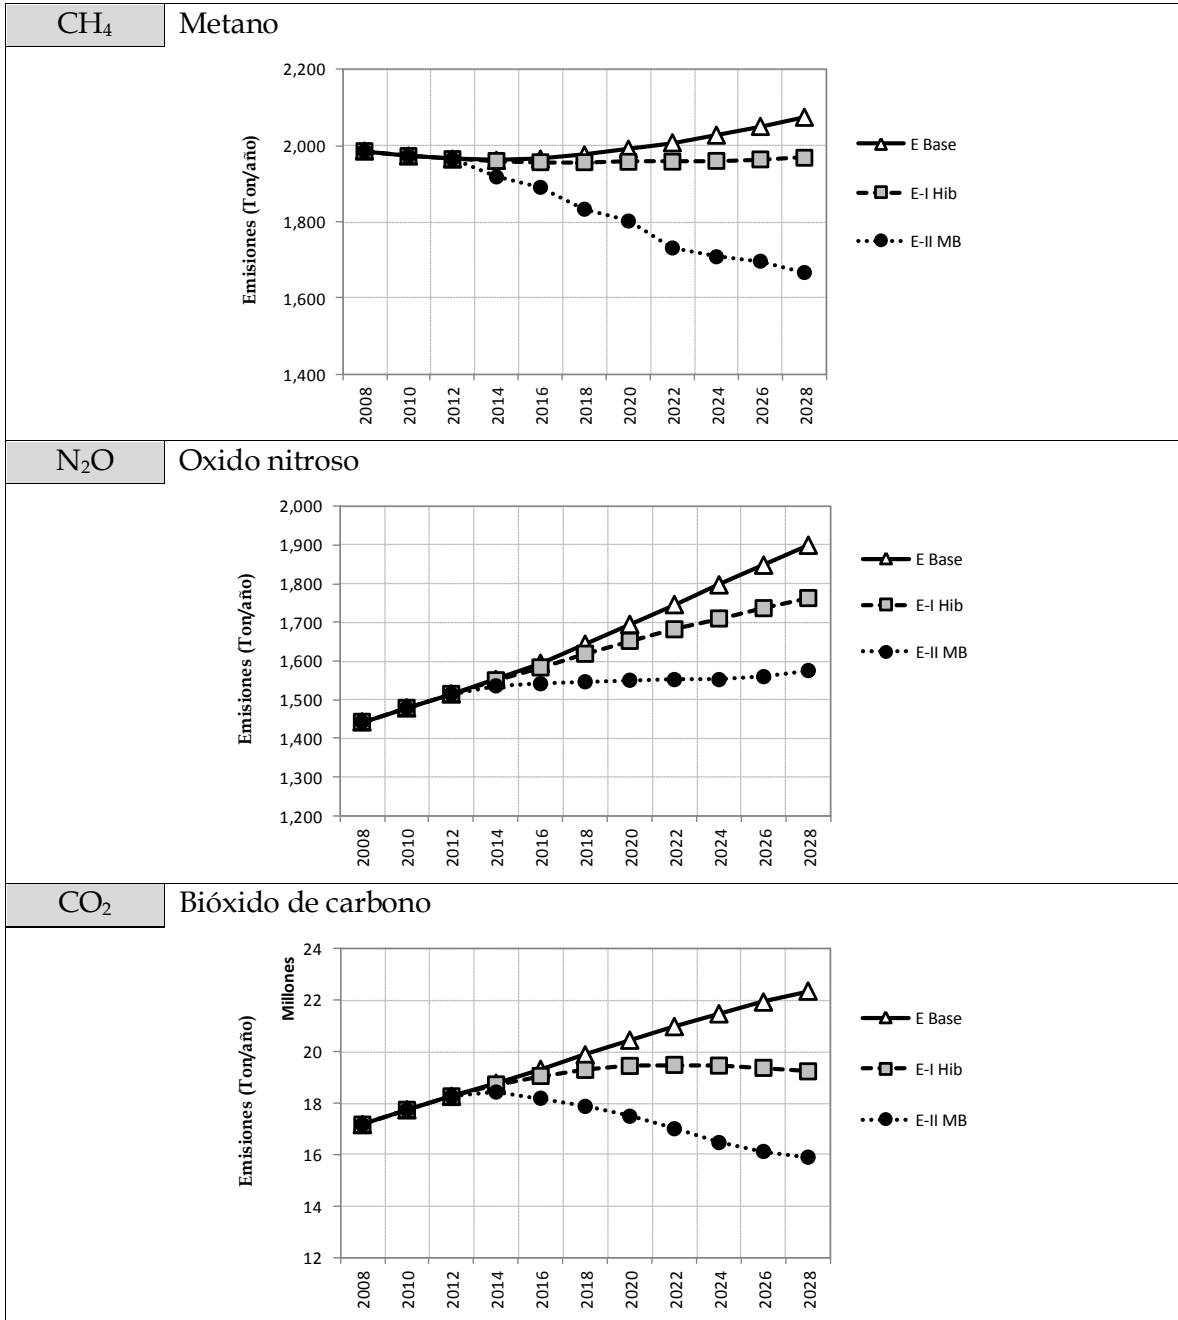 CH₄ Metano
2,200
2,000
1,800
1,600
1,400
Emisiones (Ton/año)
2008 2010 2012 2014 2016 2018 2020 2022 2024 2026 2028
E Base
E-I Hib
E-II MB
N₂O Oxido nitroso
2,000
1,900
1,800
1,700
1,600
1,500
1,400
1,300
1,200
Emisiones (Ton/año)
2008 2010 2012 2014 2016 2018 2020 2022 2024 2026 2028
E Base
E-I Hib
E-II MB
CO₂ Bióxido de carbono
24
22
20
18
16
14
12
Millones
Emisiones (Ton/año)
2008 2010 2012 2014 2016 2018 2020 2022 2024 2026 2028
E Base
E-I Hib
E-II MB